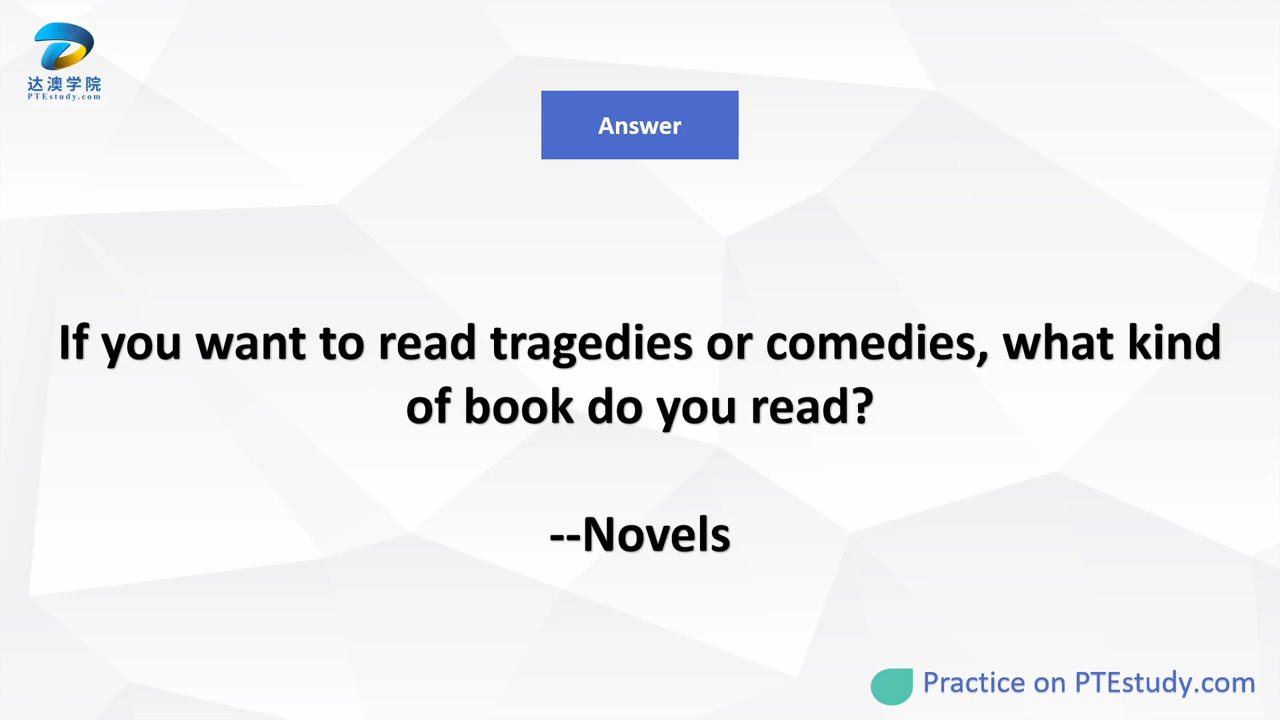 达澳学院
PTEstudy.com
Answer
If you want to read tragedies or comedies, what kind
of book do you read?
--Novels
Practice on PTEstudy.com